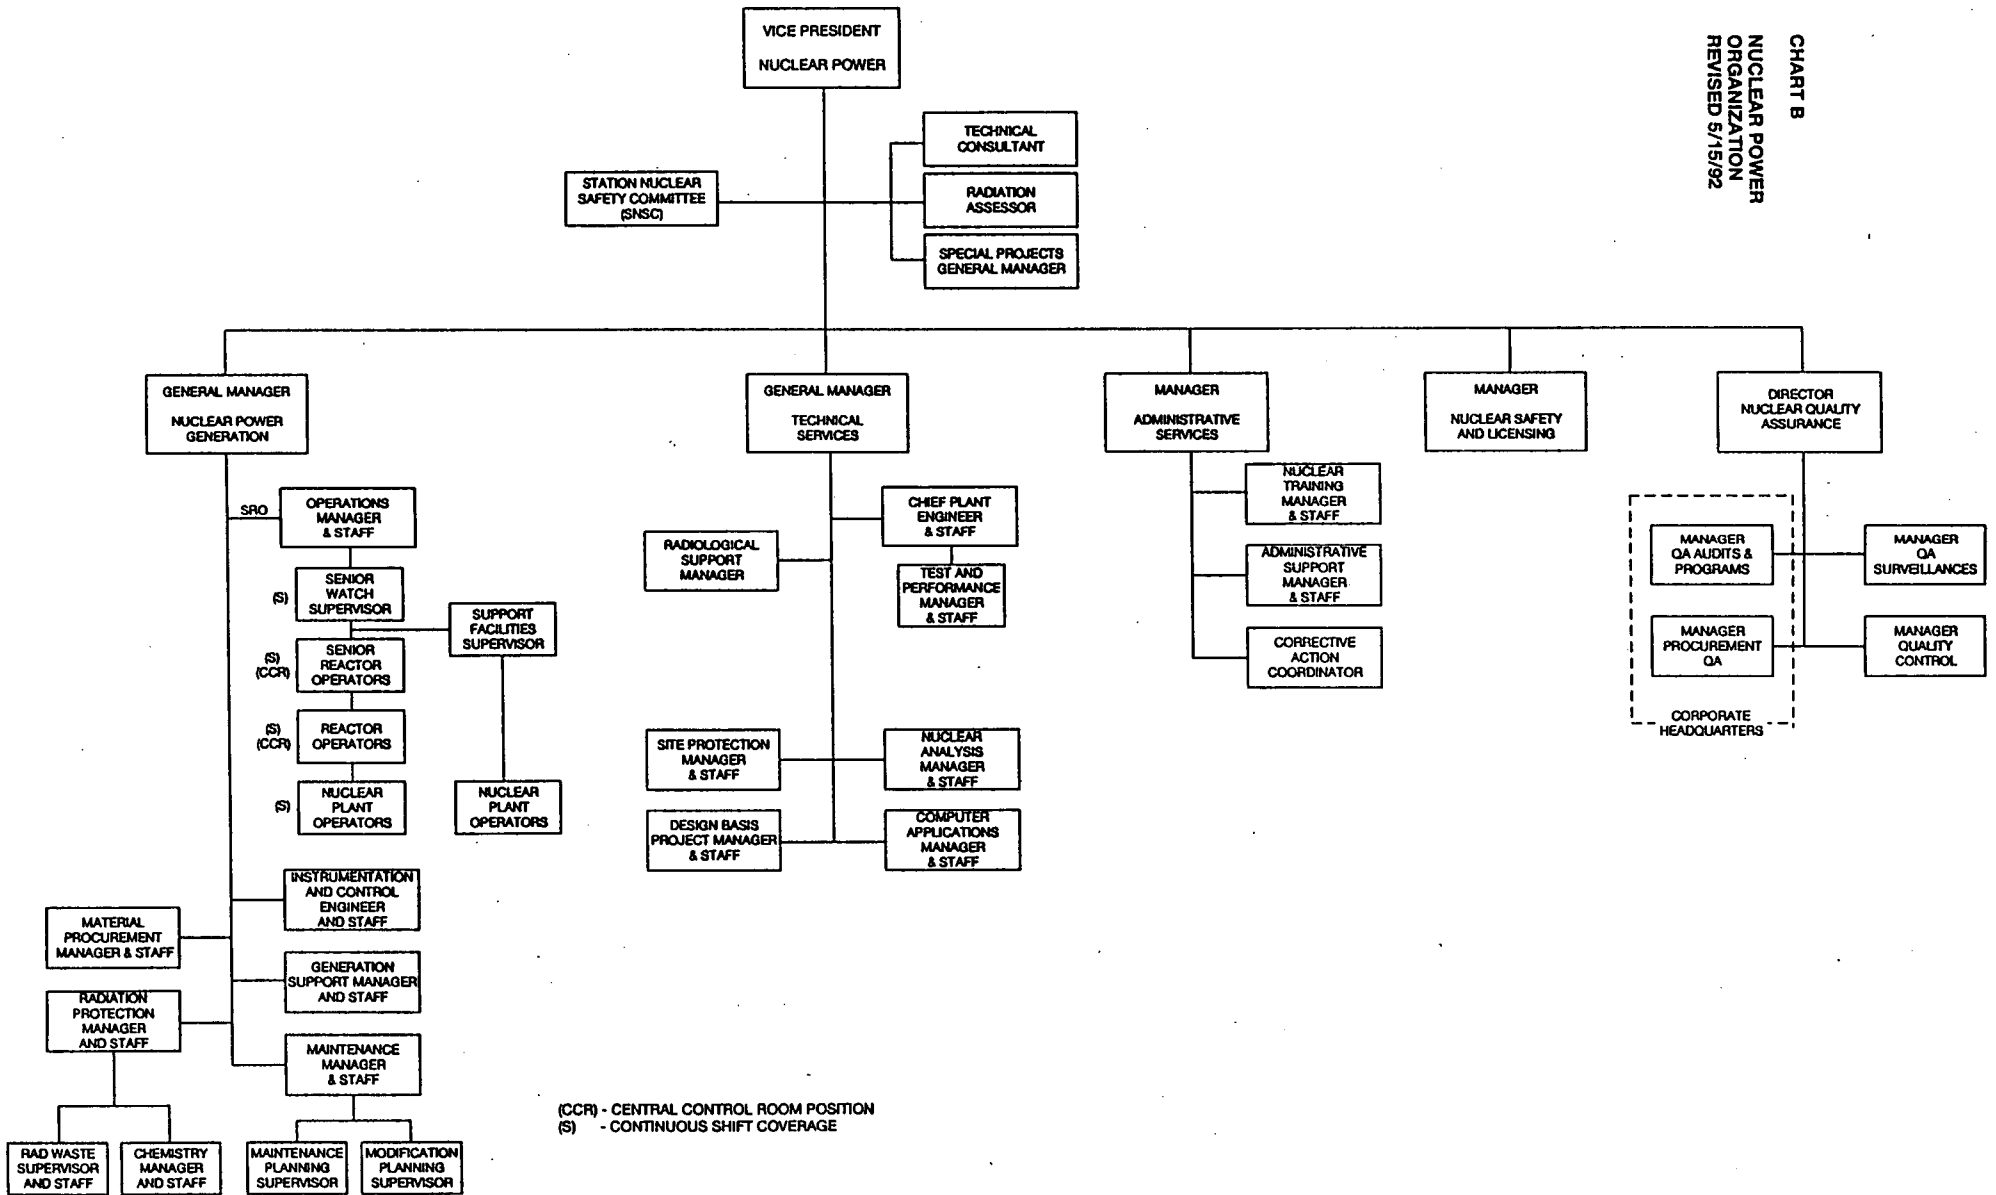 CHART B
NUCLEAR POWER
ORGANIZATION
REVISED 5/15/92
VICE PRESIDENT
NUCLEAR POWER
TECHNICAL
CONSULTANT
STATION NUCLEAR
SAFETY COMMITTEE
(SNSC)
RADIATION
ASSESSOR
SPECIAL PROJECTS
GENERAL MANAGER
GENERAL MANAGER
NUCLEAR POWER
GENERATION
GENERAL MANAGER
TECHNICAL
SERVICES
MANAGER
ADMINISTRATIVE
SERVICES
MANAGER
NUCLEAR SAFETY
AND LICENSING
DIRECTOR
NUCLEAR QUALITY
ASSURANCE
SRO
OPERATIONS
MANAGER
& STAFF
(S)
SENIOR
WATCH
SUPERVISOR
SUPPORT
FACILITIES
SUPERVISOR
(S)
(CCR)
SENIOR
REACTOR
OPERATORS
(S)
(CCR)
REACTOR
OPERATORS
(S)
NUCLEAR
PLANT
OPERATORS
NUCLEAR
PLANT
OPERATORS
INSTRUMENTATION
AND CONTROL
ENGINEER
AND STAFF
MATERIAL
PROCUREMENT
MANAGER & STAFF
GENERATION
SUPPORT MANAGER
AND STAFF
RADIATION
PROTECTION
MANAGER
AND STAFF
MAINTENANCE
MANAGER
& STAFF
RAD WASTE
SUPERVISOR
AND STAFF
CHEMISTRY
MANAGER
AND STAFF
MAINTENANCE
PLANNING
SUPERVISOR
MODIFICATION
PLANNING
SUPERVISOR
CHIEF PLANT
ENGINEER
& STAFF
RADIOLOGICAL
SUPPORT
MANAGER
TEST AND
PERFORMANCE
MANAGER
& STAFF
SITE PROTECTION
MANAGER
& STAFF
NUCLEAR
ANALYSIS
MANAGER
& STAFF
DESIGN BASIS
PROJECT MANAGER
& STAFF
COMPUTER
APPLICATIONS
MANAGER
& STAFF
NUCLEAR
TRAINING
MANAGER
& STAFF
ADMINISTRATIVE
SUPPORT
MANAGER
& STAFF
CORRECTIVE
ACTION
COORDINATOR
MANAGER
QA AUDITS &
PROGRAMS
MANAGER
QA
SURVEILLANCES
MANAGER
PROCUREMENT
QA
MANAGER
QUALITY
CONTROL
CORPORATE
HEADQUARTERS
(CCR) - CENTRAL CONTROL ROOM POSITION
(S) - CONTINUOUS SHIFT COVERAGE